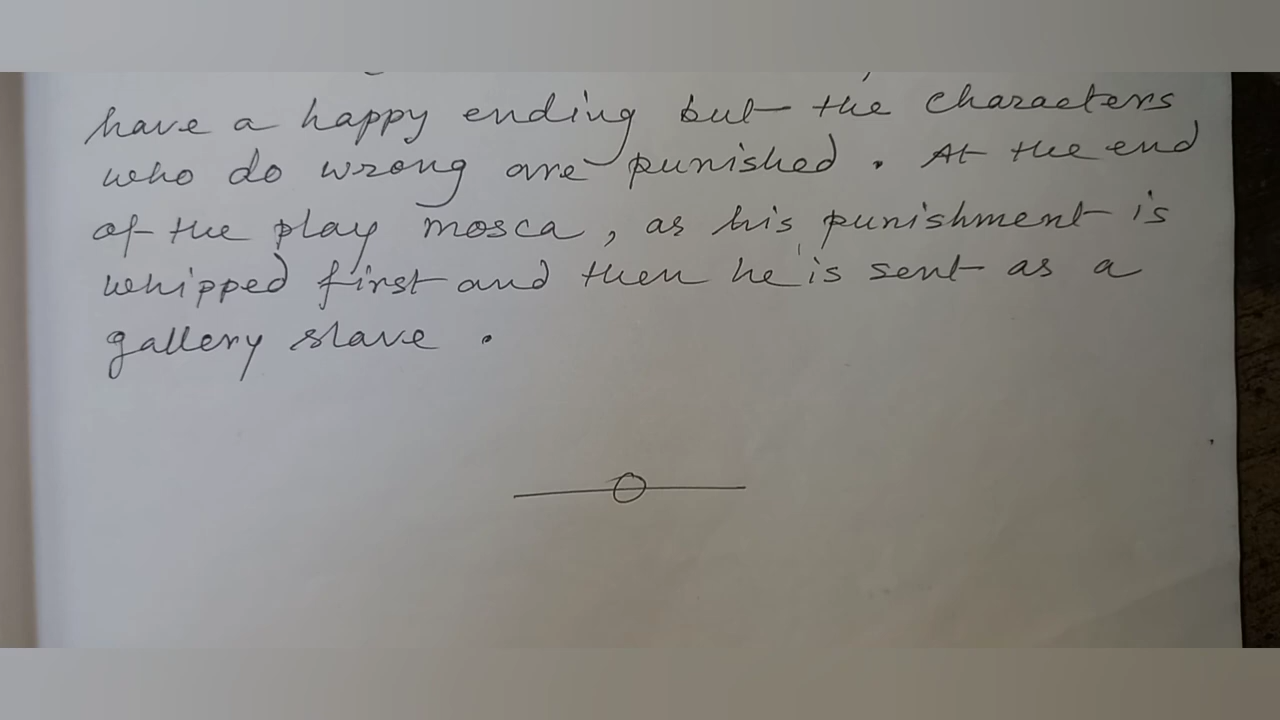 have a happy ending but the characters
who do wrong are punished. At the end
of the play mosca, as his punishment is
whipped first and then he is sent as a
gallery slave.